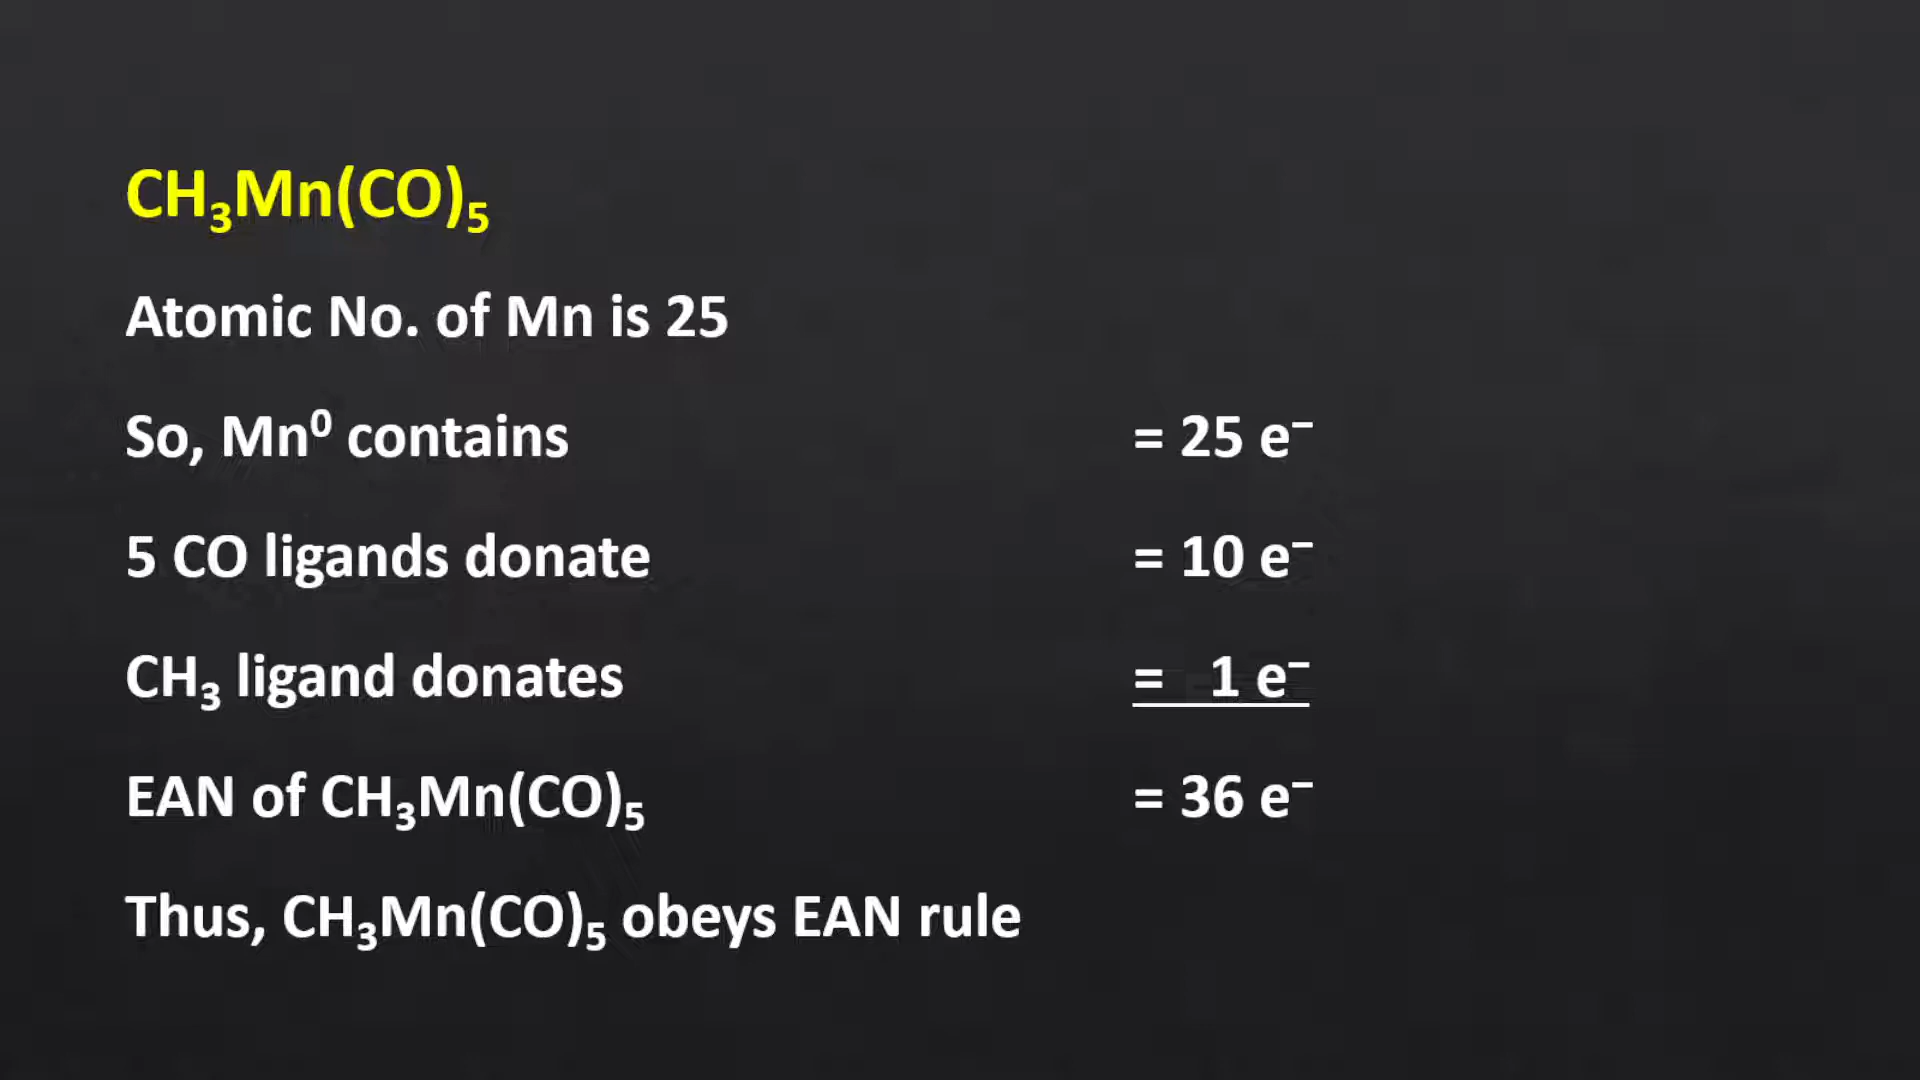 CH₃Mn(CO)₅
Atomic No. of Mn is 25
So, Mn⁰ contains = 25 e⁻
5 CO ligands donate = 10 e⁻
CH₃ ligand donates = 1 e⁻
EAN of CH₃Mn(CO)₅ = 36 e⁻
Thus, CH₃Mn(CO)₅ obeys EAN rule